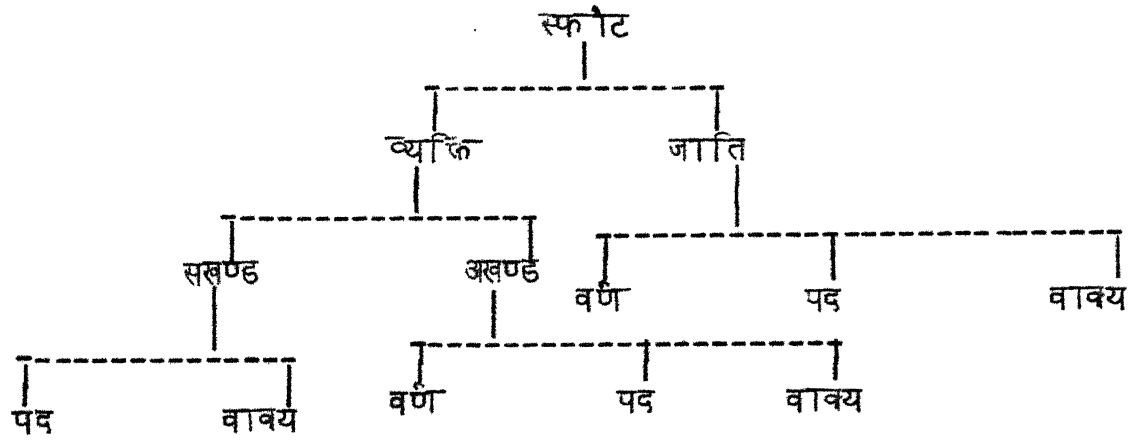 स्फोट
व्यक्ति जाति
सखण्ड अखण्ड
वर्ण पद वाक्य
पद वाक्य वर्ण पद वाक्य